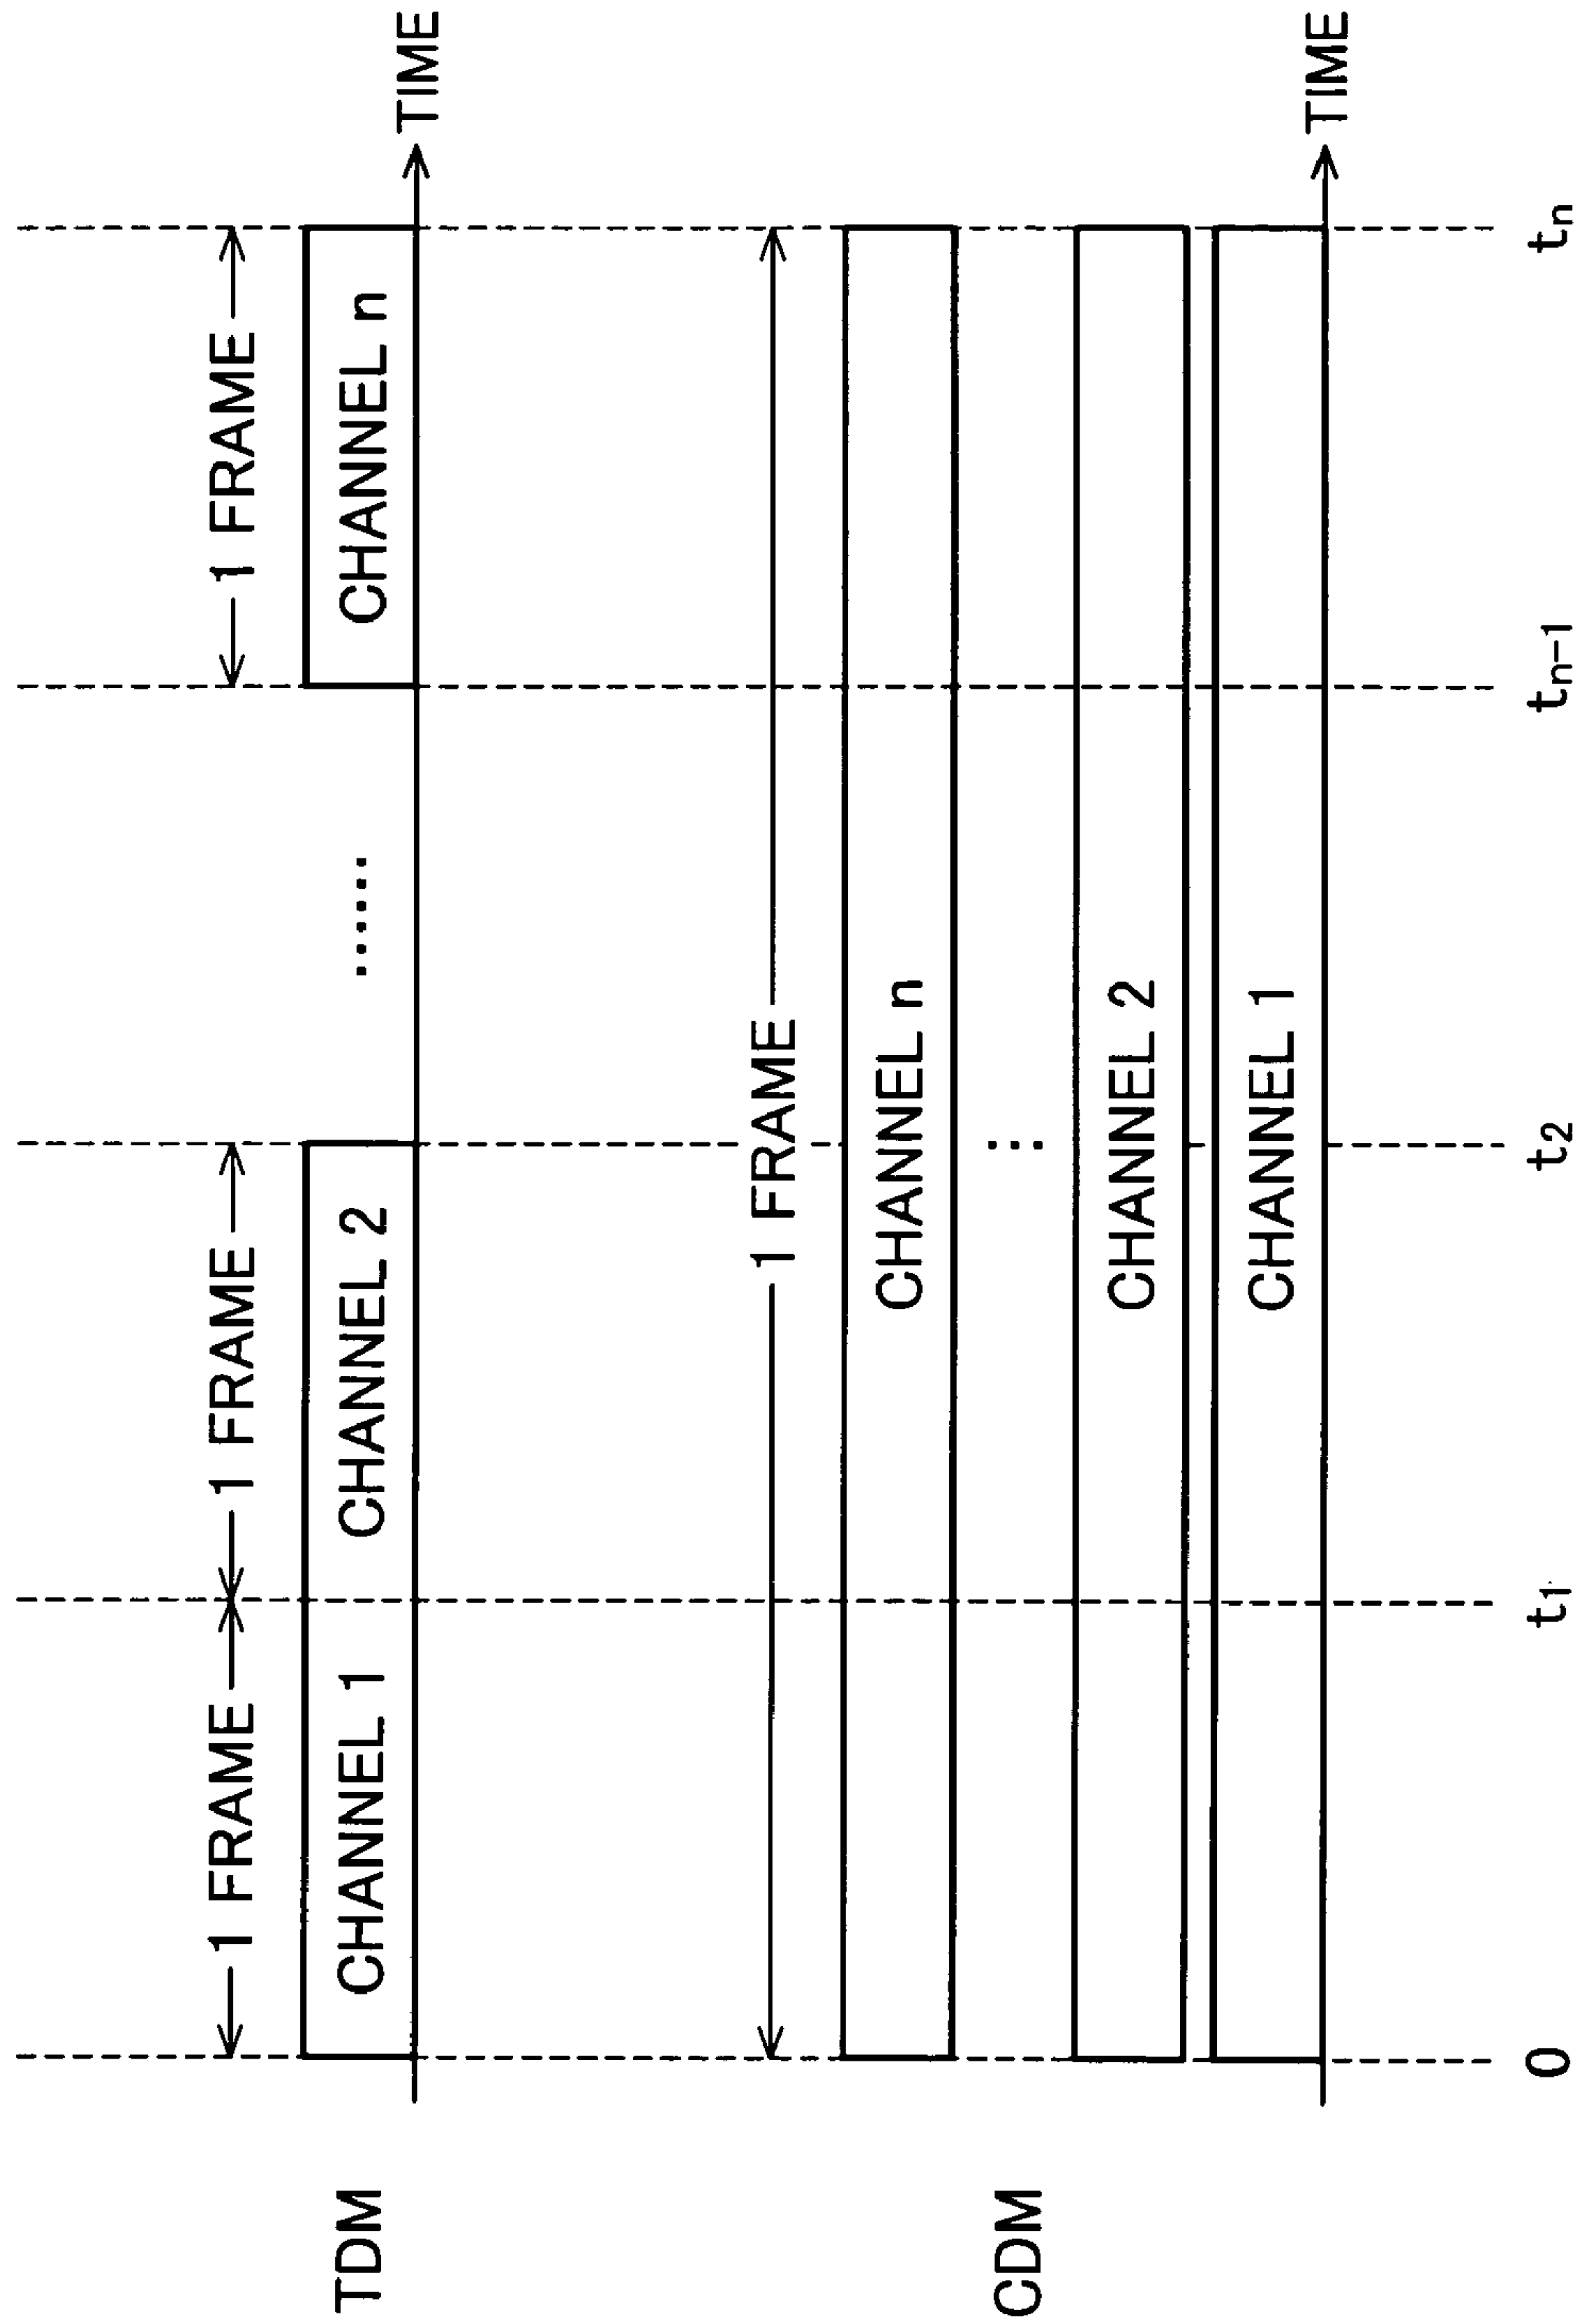 1 FRAME 1 FRAME 1 FRAME
TDM CHANNEL 1 CHANNEL 2 ...... CHANNEL n
TIME
1 FRAME
CHANNEL n
CDM ...
CHANNEL 2
CHANNEL 1
TIME
0 t1 t2 tn-1 tn